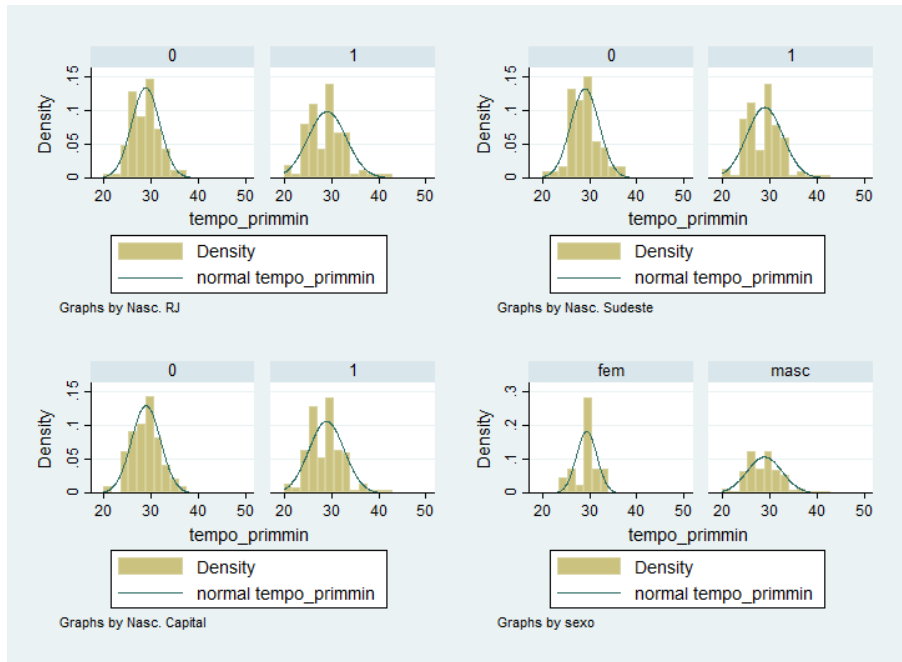 0 1
Density
0 .05 .1 .15
20 30 40 50 20 30 40 50
tempo_primmin
Density
normal tempo_primmin
Graphs by Nasc. RJ
0 1
Density
0 .05 .1 .15
20 30 40 50 20 30 40 50
tempo_primmin
Density
normal tempo_primmin
Graphs by Nasc. Sudeste
0 1
Density
0 .05 .1 .15
20 30 40 50 20 30 40 50
tempo_primmin
Density
normal tempo_primmin
Graphs by Nasc. Capital
fem masc
Density
0 .1 .2 .3
20 30 40 50 20 30 40 50
tempo_primmin
Density
normal tempo_primmin
Graphs by sexo